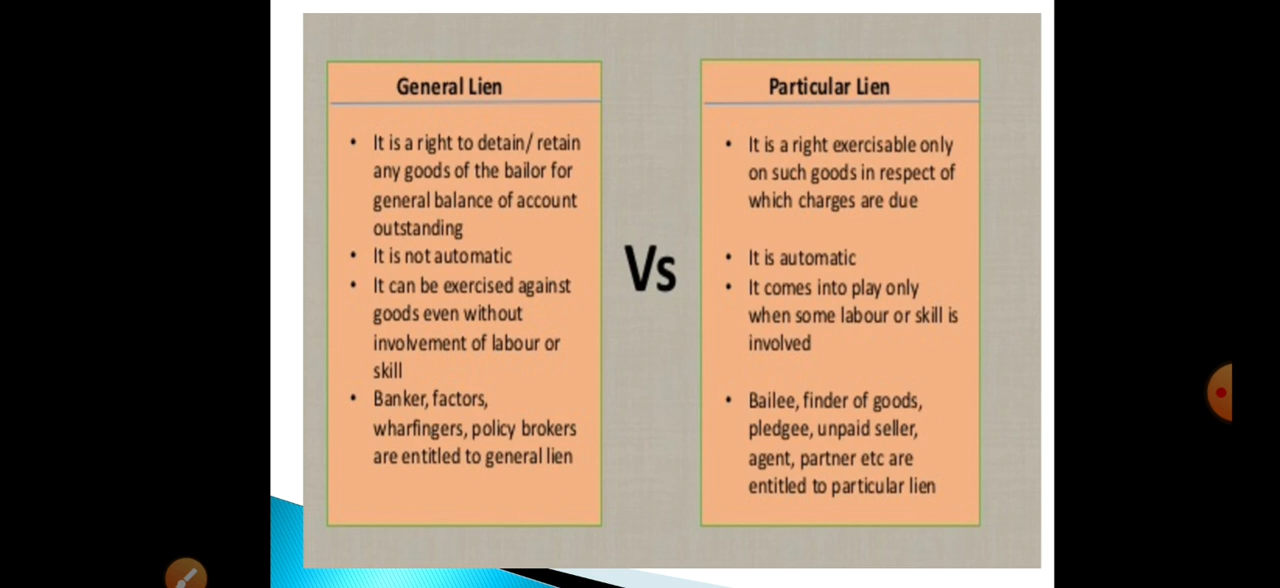 General Lien
• It is a right to detain/ retain
any goods of the bailor for
general balance of account
outstanding
• It is not automatic
• It can be exercised against
goods even without
involvement of labour or
skill
• Banker, factors,
wharfingers, policy brokers
are entitled to general lien
Vs
Particular Lien
• It is a right exercisable only
on such goods in respect of
which charges are due
• It is automatic
• It comes into play only
when some labour or skill is
involved
• Bailee, finder of goods,
pledgee, unpaid seller,
agent, partner etc are
entitled to particular lien